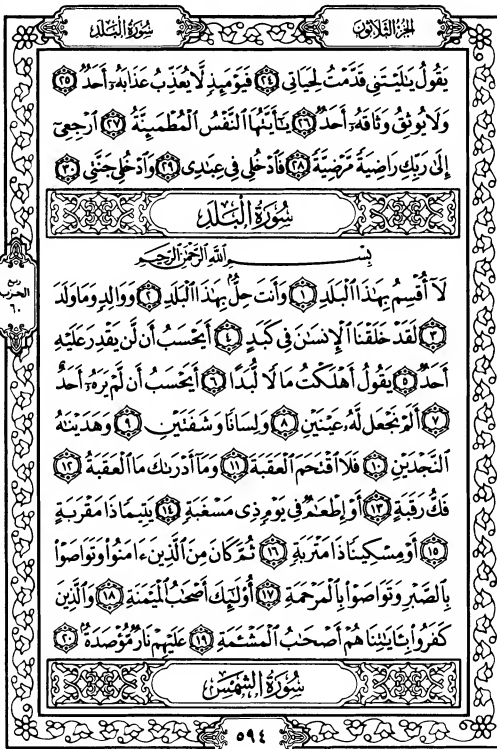 الجزء الثلاثون
سورة البلد
يَقُولُ يَٰلَيْتَنِى قَدَّمْتُ لِحَيَاتِى ٢٤ فَيَوْمَئِذٍ لَّا يُعَذِّبُ عَذَابَهُۥٓ أَحَدٌ ٢٥
وَلَا يُوثِقُ وَثَاقَهُۥٓ أَحَدٌ ٢٦ يَٰٓأَيَّتُهَا ٱلنَّفْسُ ٱلْمُطْمَئِنَّةُ ٢٧ ٱرْجِعِىٓ
إِلَىٰ رَبِّكِ رَاضِيَةً مَّرْضِيَّةً ٢٨ فَٱدْخُلِى فِى عِبَٰدِى ٢٩ وَٱدْخُلِى جَنَّتِى ٣٠
سُورَةُ الْبَلَدِ
بِسْمِ ٱللَّهِ ٱلرَّحْمَٰنِ ٱلرَّحِيمِ
لَآ أُقْسِمُ بِهَٰذَا ٱلْبَلَدِ ١ وَأَنتَ حِلٌّۢ بِهَٰذَا ٱلْبَلَدِ ٢ وَوَالِدٍ وَمَا وَلَدَ
٣ لَقَدْ خَلَقْنَا ٱلْإِنسَٰنَ فِى كَبَدٍ ٤ أَيَحْسَبُ أَن لَّن يَقْدِرَ عَلَيْهِ
أَحَدٌ ٥ يَقُولُ أَهْلَكْتُ مَالًا لُّبَدًا ٦ أَيَحْسَبُ أَن لَّمْ يَرَهُۥٓ أَحَدٌ
٧ أَلَمْ نَجْعَل لَّهُۥ عَيْنَيْنِ ٨ وَلِسَانًا وَشَفَتَيْنِ ٩ وَهَدَيْنَٰهُ
ٱلنَّجْدَيْنِ ١٠ فَلَا ٱقْتَحَمَ ٱلْعَقَبَةَ ١١ وَمَآ أَدْرَىٰكَ مَا ٱلْعَقَبَةُ ١٢
فَكُّ رَقَبَةٍ ١٣ أَوْ إِطْعَٰمٌ فِى يَوْمٍ ذِى مَسْغَبَةٍ ١٤ يَتِيمًا ذَا مَقْرَبَةٍ
١٥ أَوْ مِسْكِينًا ذَا مَتْرَبَةٍ ١٦ ثُمَّ كَانَ مِنَ ٱلَّذِينَ ءَامَنُوا۟ وَتَوَاصَوْا۟
بِٱلصَّبْرِ وَتَوَاصَوْا۟ بِٱلْمَرْحَمَةِ ١٧ أُو۟لَٰٓئِكَ أَصْحَٰبُ ٱلْمَيْمَنَةِ ١٨ وَٱلَّذِينَ
كَفَرُوا۟ بِـَٔايَٰتِنَا هُمْ أَصْحَٰبُ ٱلْمَشْـَٔمَةِ ١٩ عَلَيْهِمْ نَارٌ مُّؤْصَدَةٌۢ ٢٠
سُورَةُ الشَّمْسِ
ربع
الحزب
٦٠
٥٩٤